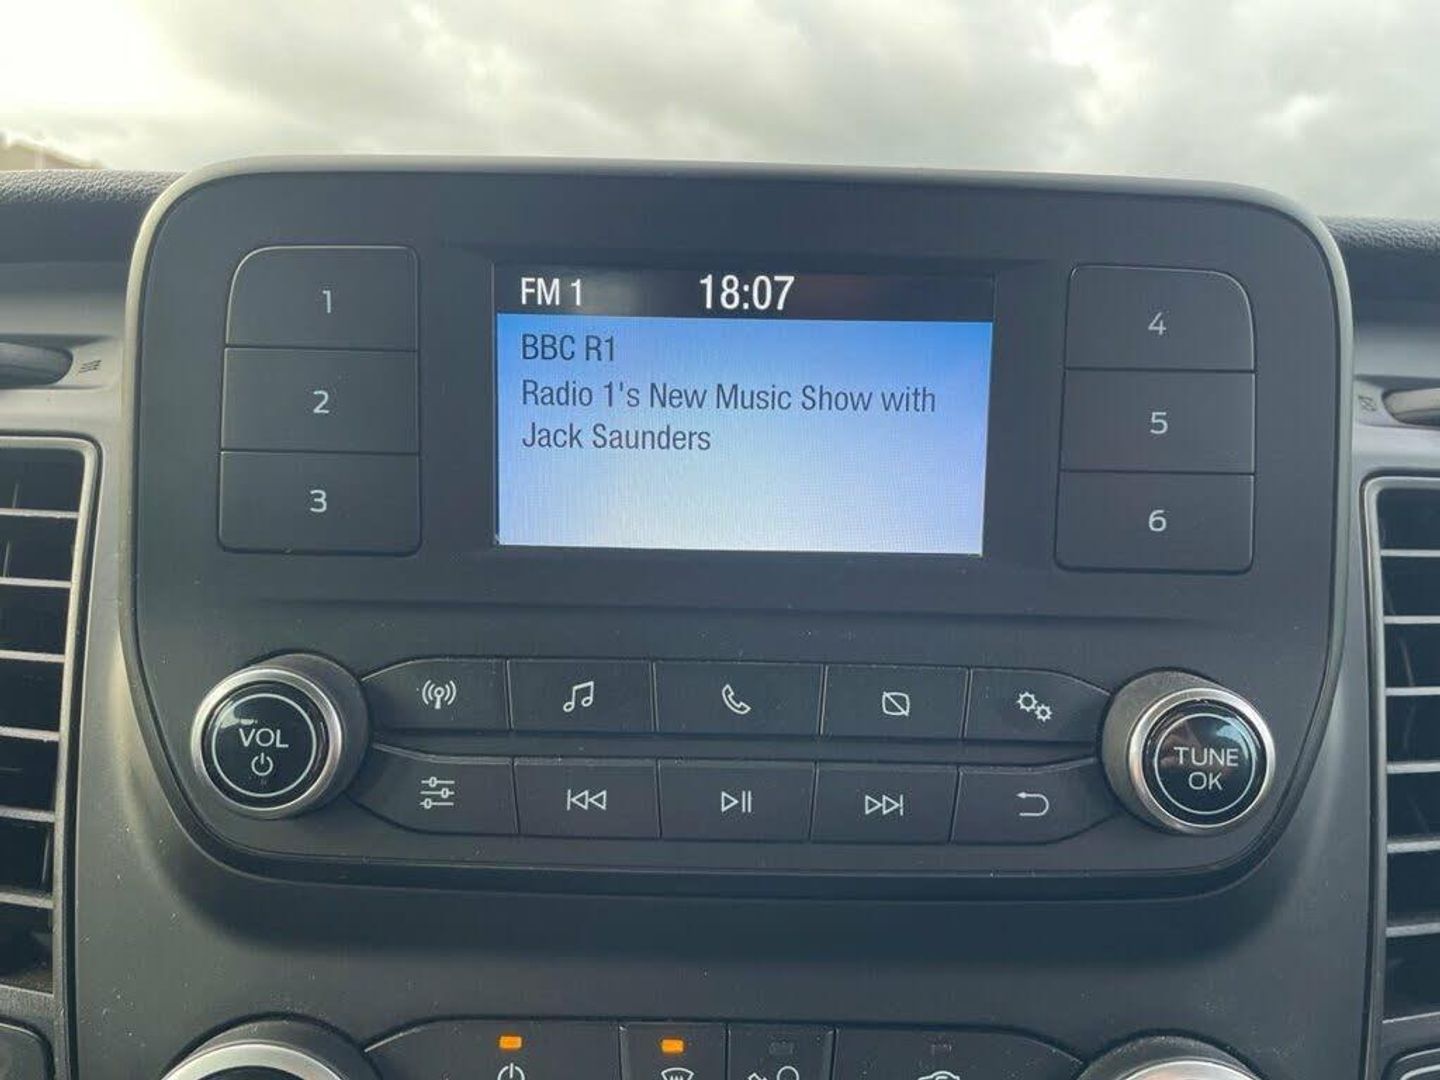 FM 1 18:07
BBC R1
Radio 1's New Music Show with
Jack Saunders
1
2
3
4
5
6
VOL
TUNE
OK